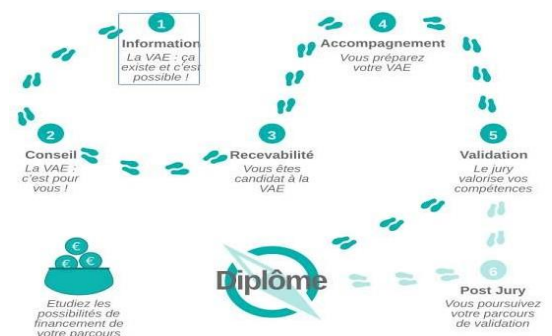 1
Information
La VAE : ça
existe et c'est
possible !
2
Conseil
La VAE :
c'est pour
vous !
3
Recevabilité
Vous êtes
candidat à la
VAE
4
Accompagnement
Vous préparez
votre VAE
5
Validation
Le jury
valorise vos
compétences
6
Post Jury
Vous poursuivez
votre parcours
de validation
Diplôme
€
€ €
Etudiez les
possibilités de
financement de
votre parcours